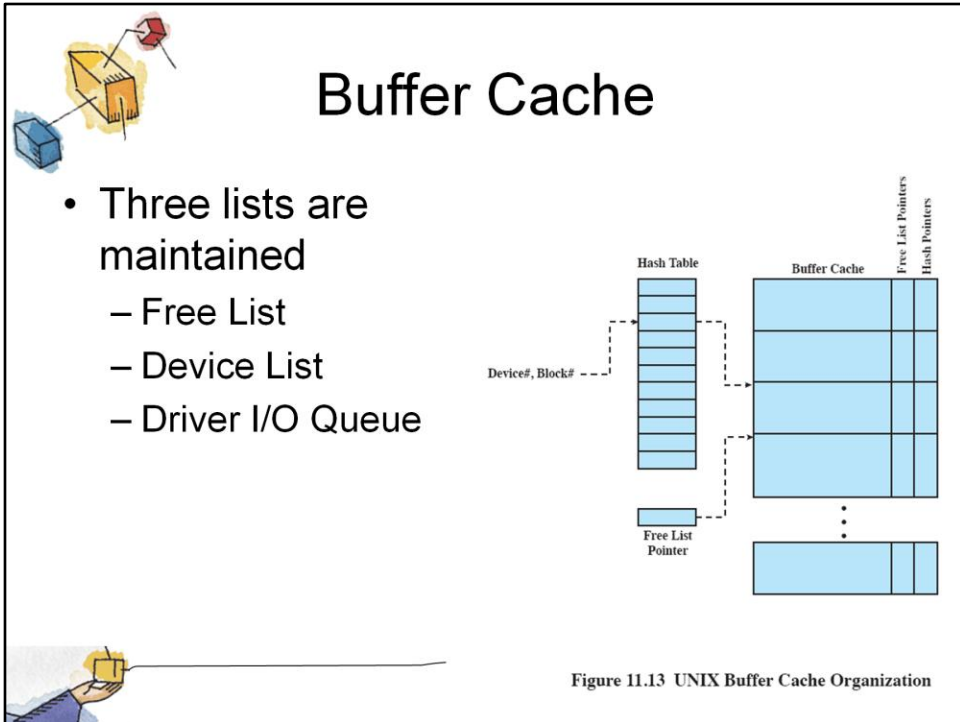 Buffer Cache
• Three lists are
maintained
– Free List
– Device List
– Driver I/O Queue
Hash Table
Buffer Cache
Free List Pointers
Hash Pointers
Device#, Block#
Free List
Pointer
Figure 11.13 UNIX Buffer Cache Organization